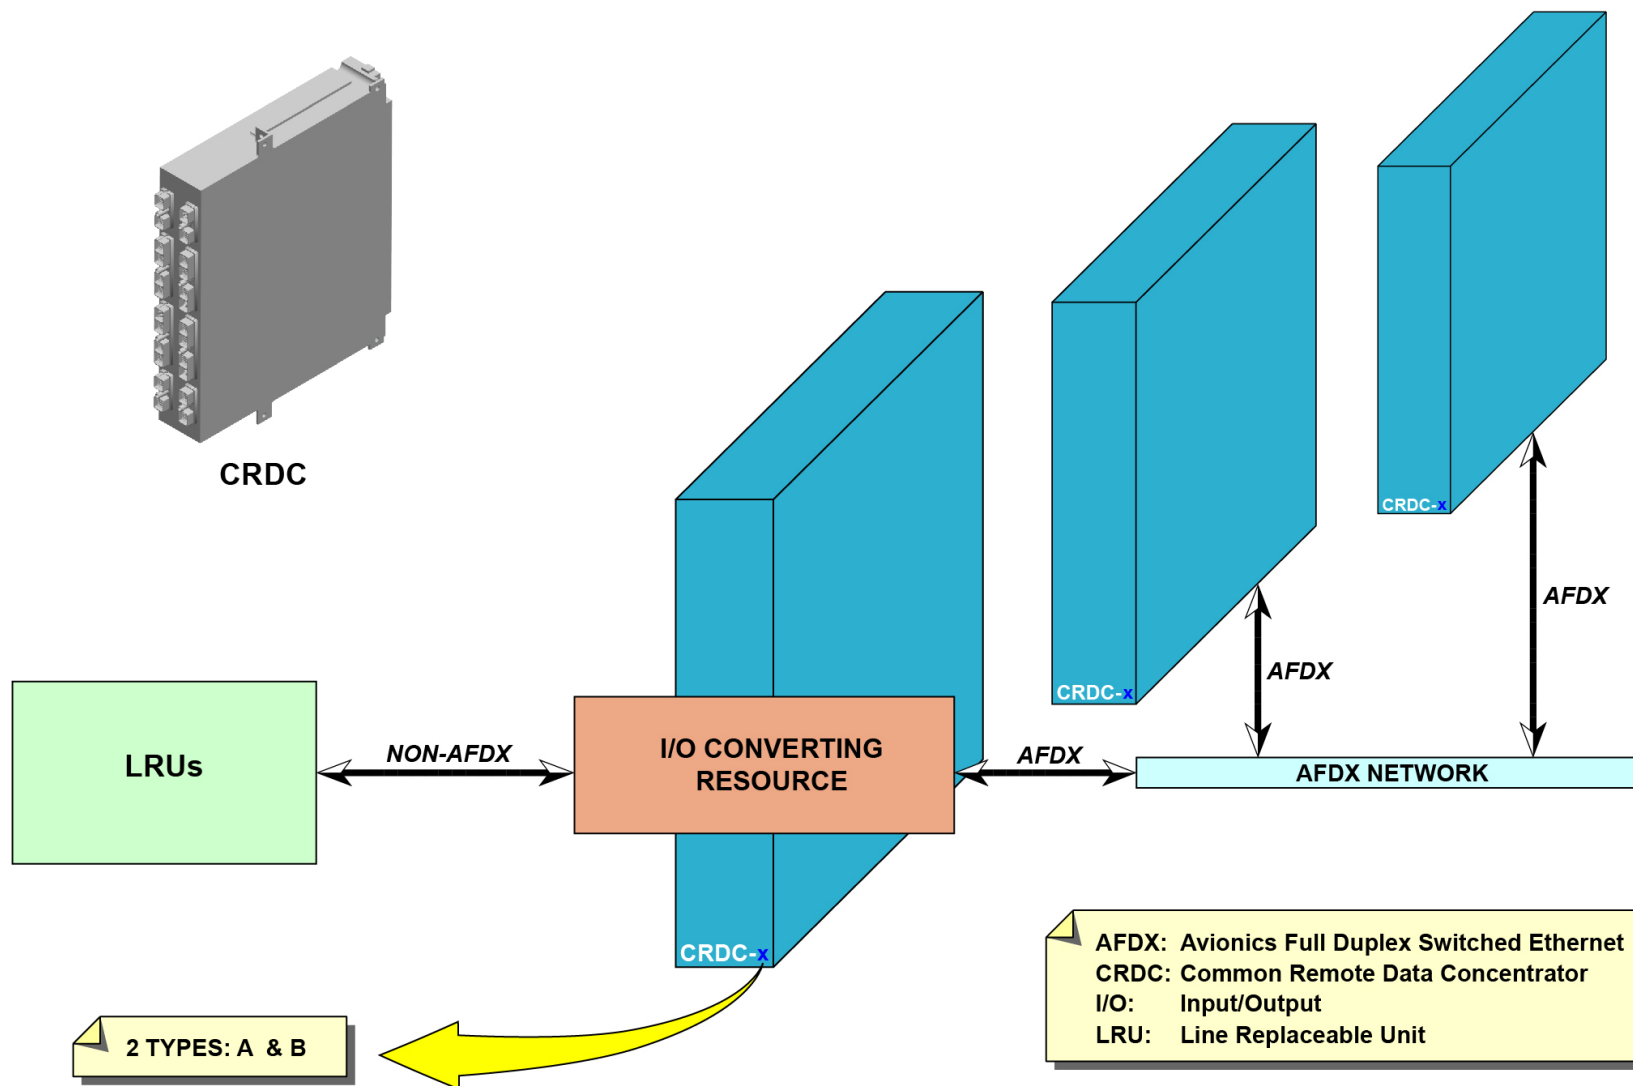 CRDC
CRDC-x
AFDX
CRDC-x
AFDX
LRUs
NON-AFDX
I/O CONVERTING
RESOURCE
AFDX
AFDX NETWORK
CRDC-x
2 TYPES: A & B
AFDX: Avionics Full Duplex Switched Ethernet
CRDC: Common Remote Data Concentrator
I/O: Input/Output
LRU: Line Replaceable Unit